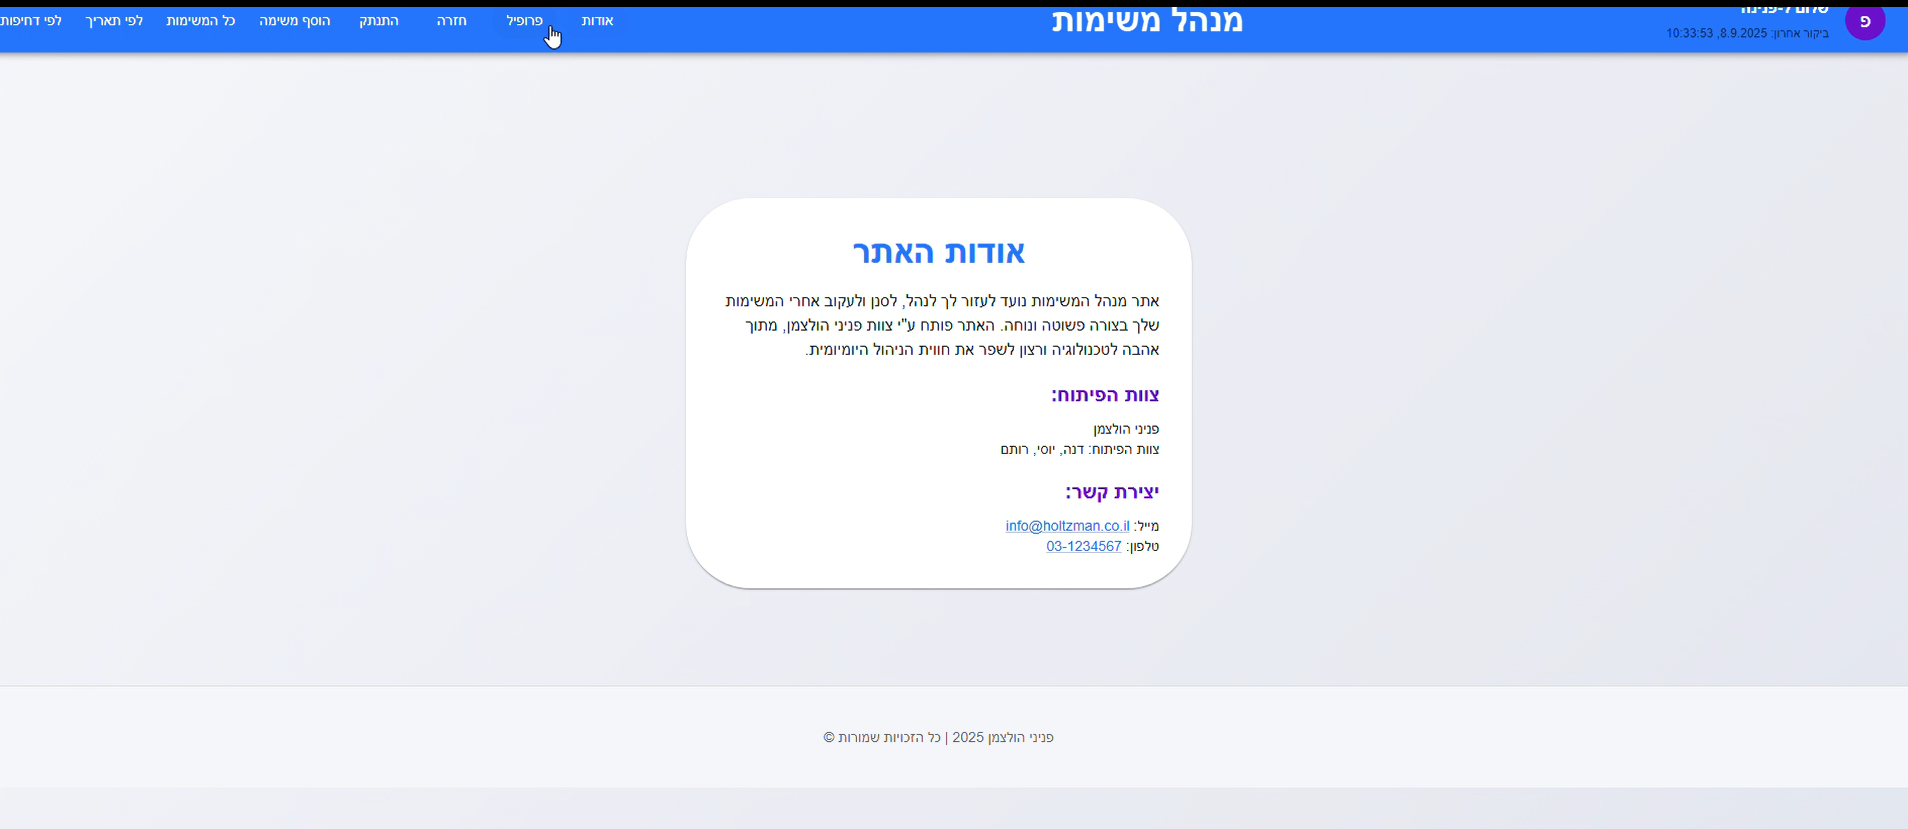 שלום ל-פנינה
ביקור אחרון: 8.9.2025, 10:33:53
פ
מנהל משימות
אודות
פרופיל
חזרה
התנתק
הוסף משימה
כל המשימות
לפי תאריך
לפי דחיפות
אודות האתר
אתר מנהל המשימות נועד לעזור לך לנהל, לסנן ולעקוב אחרי המשימות
שלך בצורה פשוטה ונוחה. האתר פותח ע"י צוות פניני הולצמן, מתוך
אהבה לטכנולוגיה ורצון לשפר את חווית הניהול היומיומית.
צוות הפיתוח:
פניני הולצמן
צוות הפיתוח: דנה, יוסי, רותם
יצירת קשר:
מייל: info@holtzman.co.il
טלפון: 03-1234567
פניני הולצמן 2025 | כל הזכויות שמורות ©